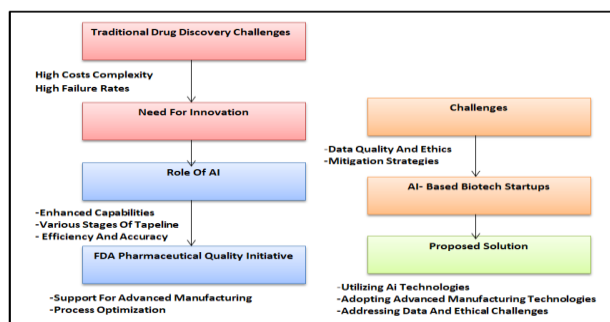 Traditional Drug Discovery Challenges
High Costs Complexity
High Failure Rates
Need For Innovation
Role Of AI
-Enhanced Capabilities
-Various Stages Of Tapeline
- Efficiency And Accuracy
FDA Pharmaceutical Quality Initiative
-Support For Advanced Manufacturing
-Process Optimization
Challenges
-Data Quality And Ethics
-Mitigation Strategies
AI- Based Biotech Startups
Proposed Solution
-Utilizing Ai Technologies
-Adopting Advanced Manufacturing Technologies
-Addressing Data And Ethical Challenges